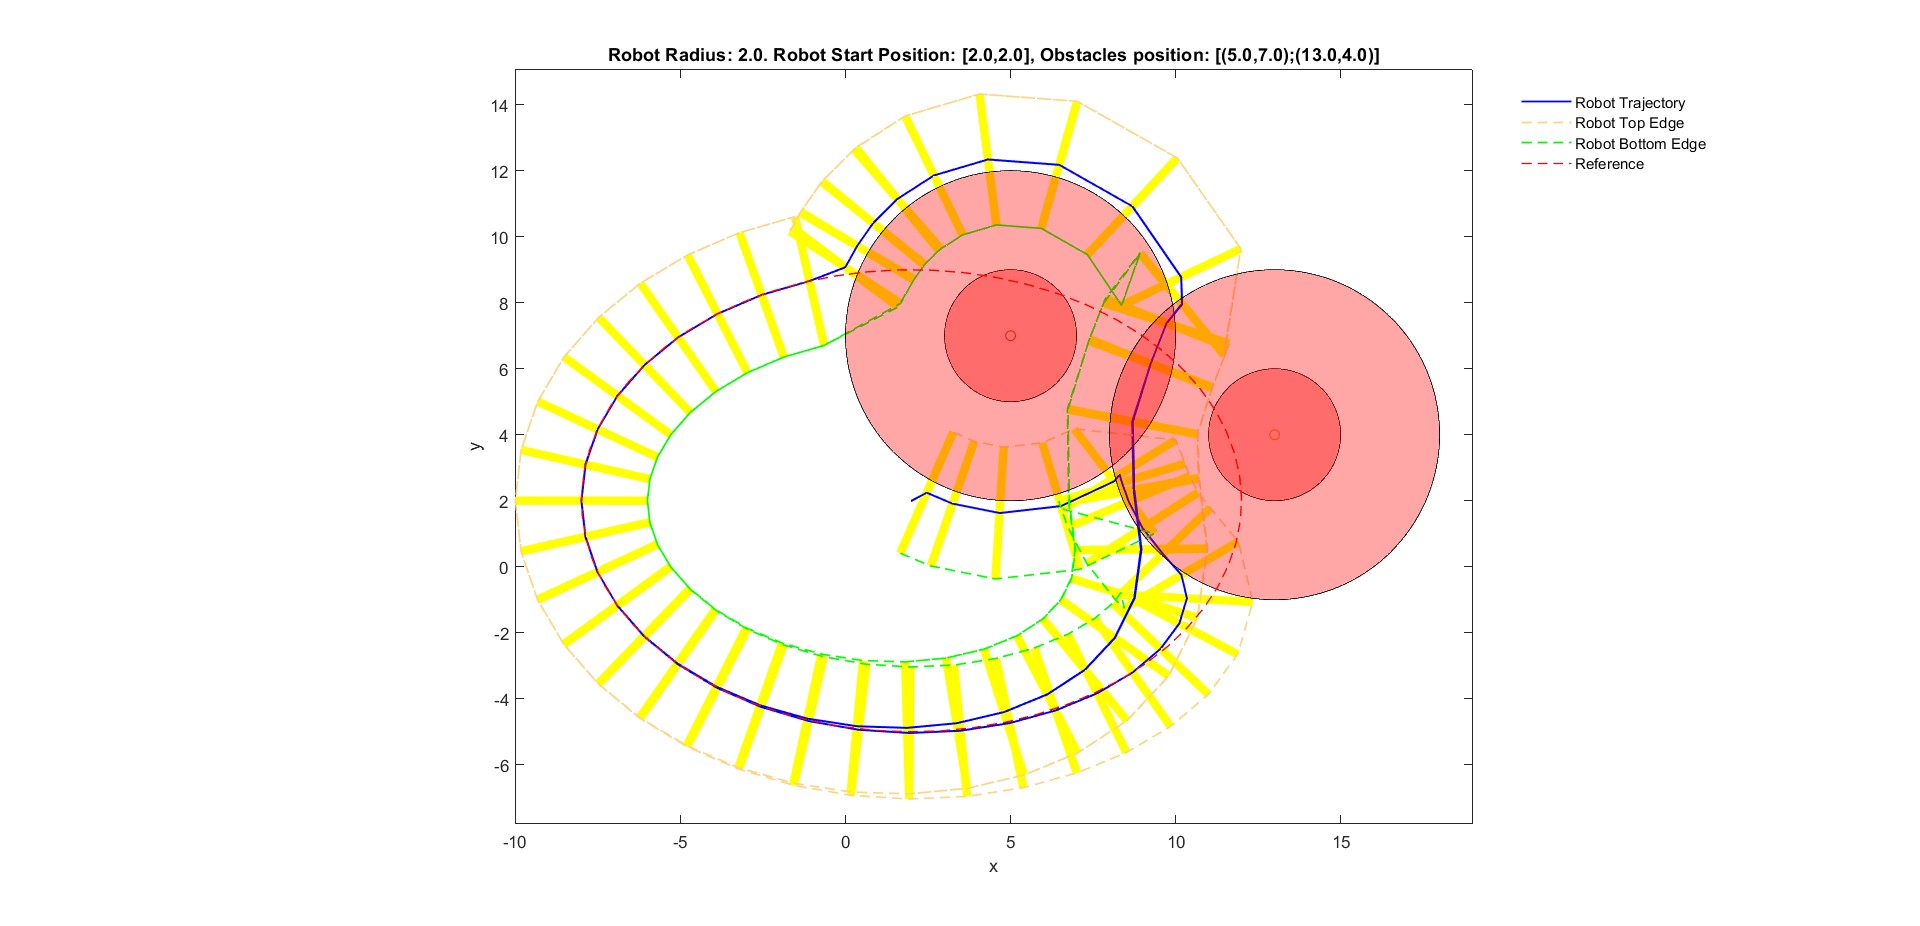 Robot Radius: 2.0. Robot Start Position: [2.0,2.0], Obstacles position: [(5.0,7.0);(13.0,4.0)]
Robot Trajectory
Robot Top Edge
Robot Bottom Edge
Reference
14
12
10
8
6
4
2
0
-2
-4
-6
y
-10
-5
0
5
10
15
x